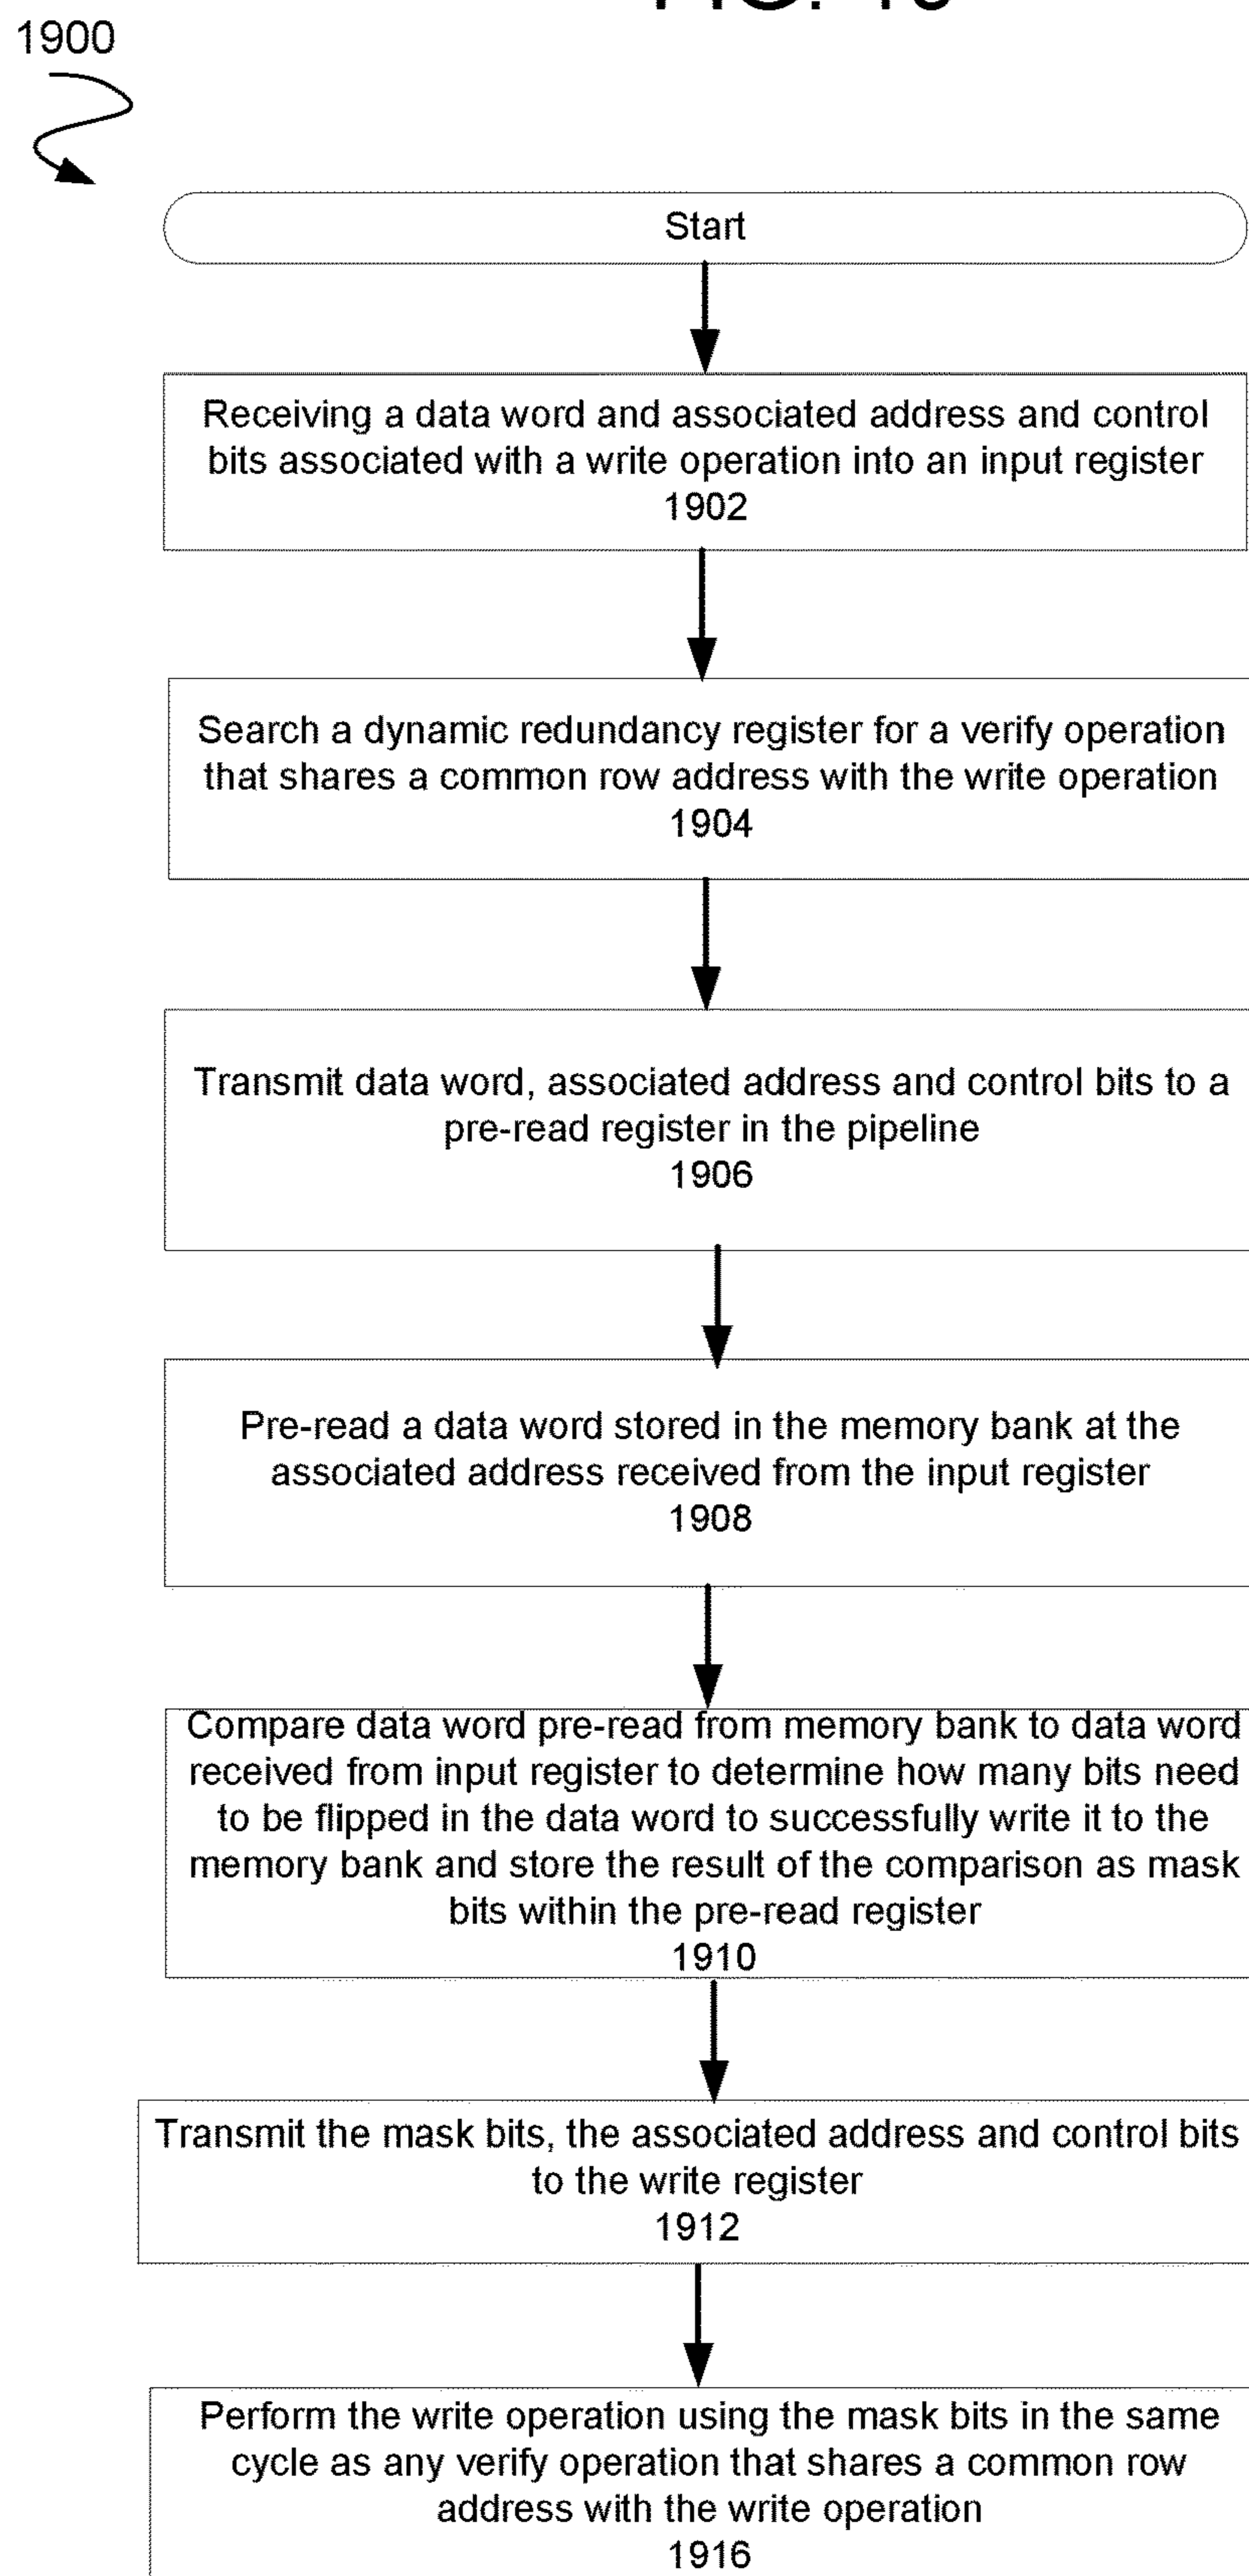 1900
Start
Receiving a data word and associated address and control
bits associated with a write operation into an input register
1902
Search a dynamic redundancy register for a verify operation
that shares a common row address with the write operation
1904
Transmit data word, associated address and control bits to a
pre-read register in the pipeline
1906
Pre-read a data word stored in the memory bank at the
associated address received from the input register
1908
Compare data word pre-read from memory bank to data word
received from input register to determine how many bits need
to be flipped in the data word to successfully write it to the
memory bank and store the result of the comparison as mask
bits within the pre-read register
1910
Transmit the mask bits, the associated address and control bits
to the write register
1912
Perform the write operation using the mask bits in the same
cycle as any verify operation that shares a common row
address with the write operation
1916